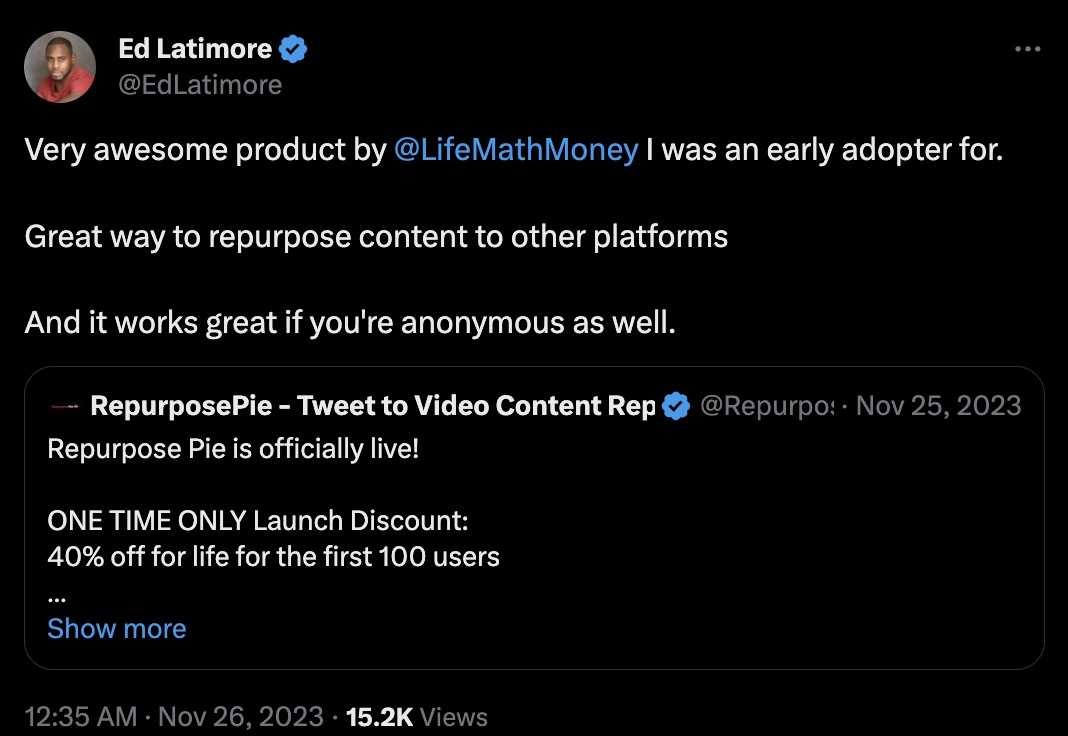 Ed Latimore
@EdLatimore
Very awesome product by @LifeMathMoney I was an early adopter for.
Great way to repurpose content to other platforms
And it works great if you're anonymous as well.
RepurposePie - Tweet to Video Content Rep @Repurpo · Nov 25, 2023
Repurpose Pie is officially live!
ONE TIME ONLY Launch Discount:
40% off for life for the first 100 users
...
Show more
12:35 AM · Nov 26, 2023 · 15.2K Views